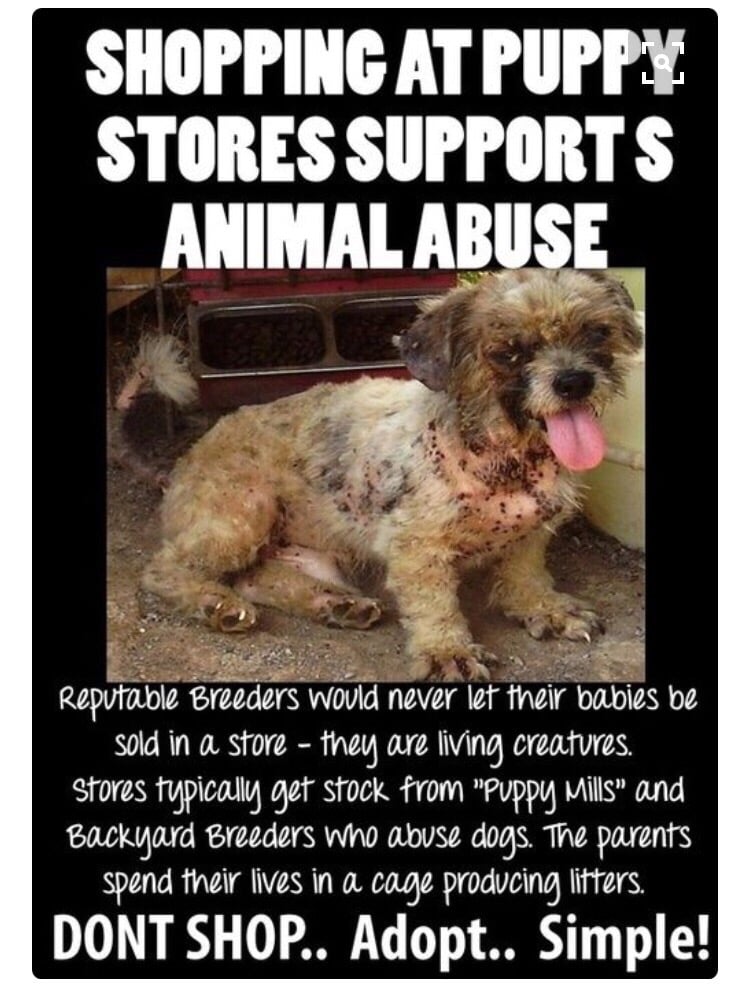 SHOPPING AT PUPPY
STORES SUPPORTS
ANIMAL ABUSE
Reputable Breeders would never let their babies be
sold in a store - they are living creatures.
Stores typically get stock from "Puppy Mills" and
Backyard Breeders who abuse dogs. The parents
spend their lives in a cage producing litters.
DONT SHOP.. Adopt.. Simple!